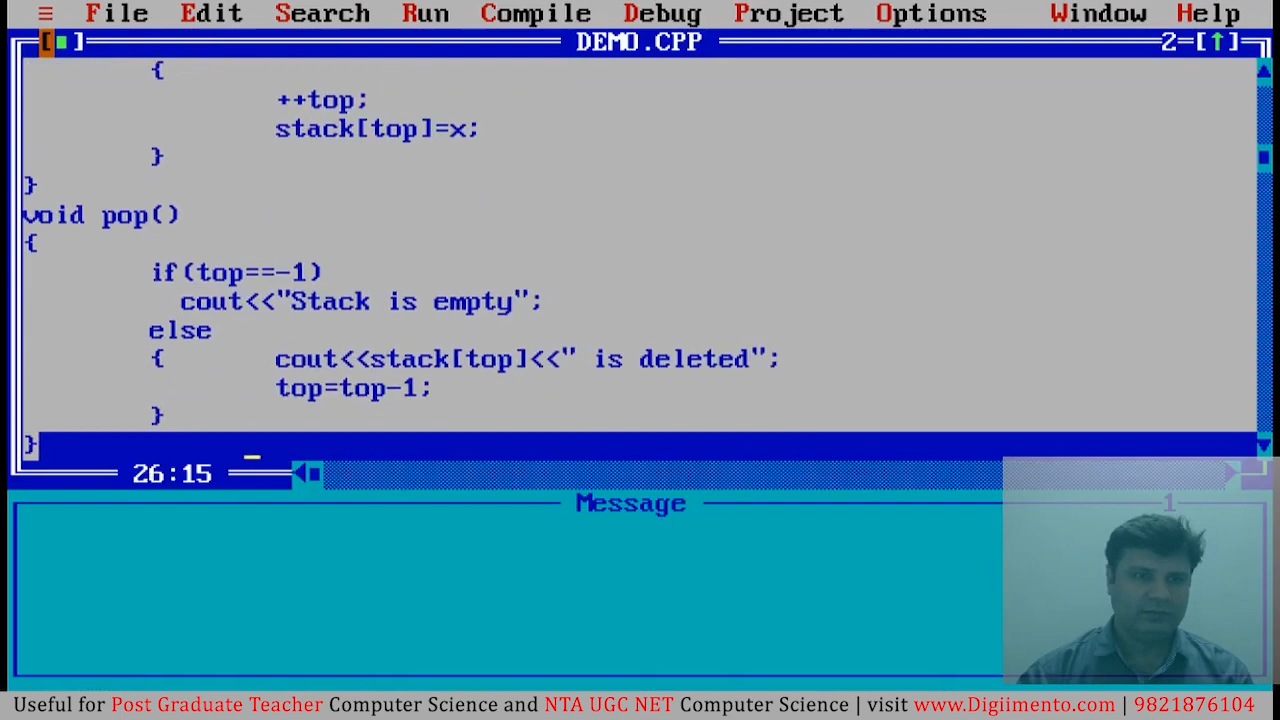 ≡ File Edit Search Run Compile Debug Project Options Window Help
[■] DEMO.CPP 2=[↑]
{
++top;
stack[top]=x;
}
}
void pop()
{
if(top==-1)
cout<<"Stack is empty";
else
{ cout<<stack[top]<<" is deleted";
top=top-1;
}
}
26:15
Message 1
Useful for Post Graduate Teacher Computer Science and NTA UGC NET Computer Science | visit www.Digiimento.com | 9821876104